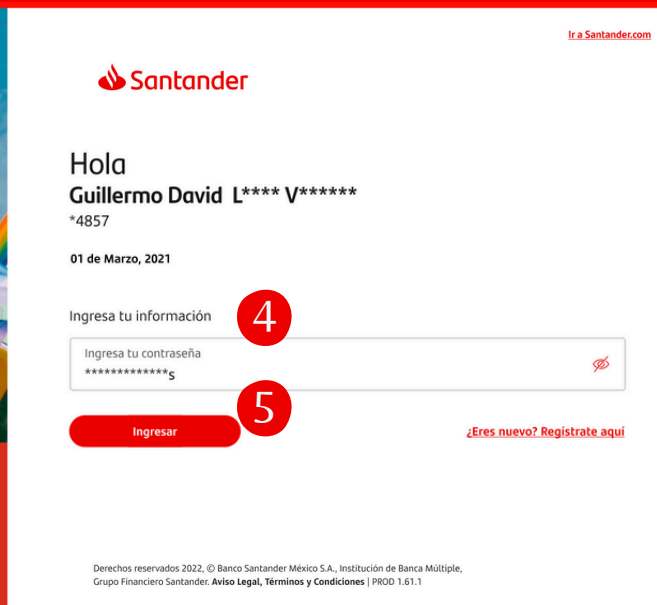 Ir a Santander.com
Santander
Hola
Guillermo David L**** V******
*4857
01 de Marzo, 2021
Ingresa tu información
4
Ingresa tu contraseña
*************s
5
Ingresar
¿Eres nuevo? Regístrate aquí
Derechos reservados 2022, © Banco Santander México S.A., Institución de Banca Múltiple,
Grupo Financiero Santander. Aviso Legal, Términos y Condiciones | PROD 1.61.1